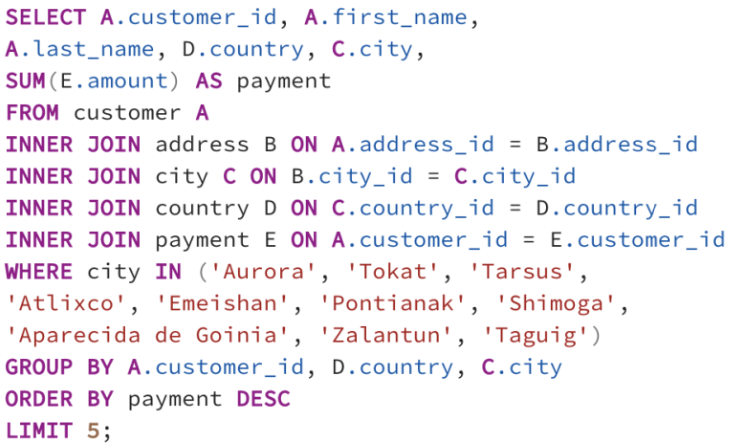 SELECT A.customer_id, A.first_name,
A.last_name, D.country, C.city,
SUM(E.amount) AS payment
FROM customer A
INNER JOIN address B ON A.address_id = B.address_id
INNER JOIN city C ON B.city_id = C.city_id
INNER JOIN country D ON C.country_id = D.country_id
INNER JOIN payment E ON A.customer_id = E.customer_id
WHERE city IN ('Aurora', 'Tokat', 'Tarsus',
'Atlixco', 'Emeishan', 'Pontianak', 'Shimoga',
'Aparecida de Goinia', 'Zalantun', 'Taguig')
GROUP BY A.customer_id, D.country, C.city
ORDER BY payment DESC
LIMIT 5;